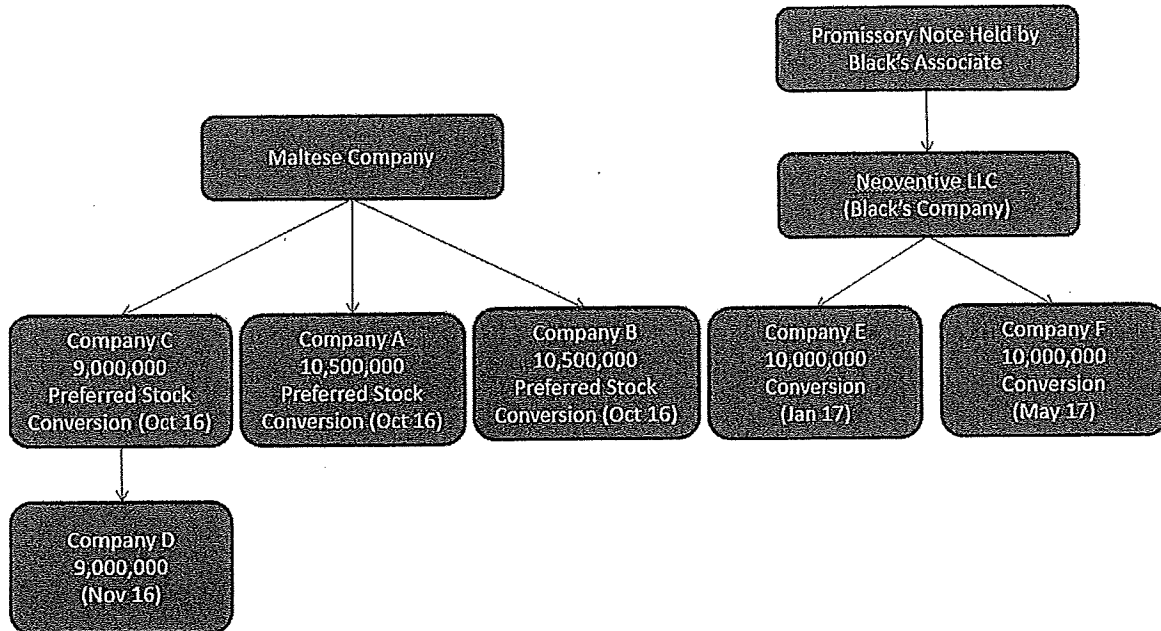 Promissory Note Held by
Black's Associate
Maltese Company
Neoventive LLC
(Black's Company)
Company C
9,000,000
Preferred Stock
Conversion (Oct 16)
Company A
10,500,000
Preferred Stock
Conversion (Oct 16)
Company B
10,500,000
Preferred Stock
Conversion (Oct 16)
Company E
10,000,000
Conversion
(Jan 17)
Company F
10,000,000
Conversion
(May 17)
Company D
9,000,000
(Nov 16)